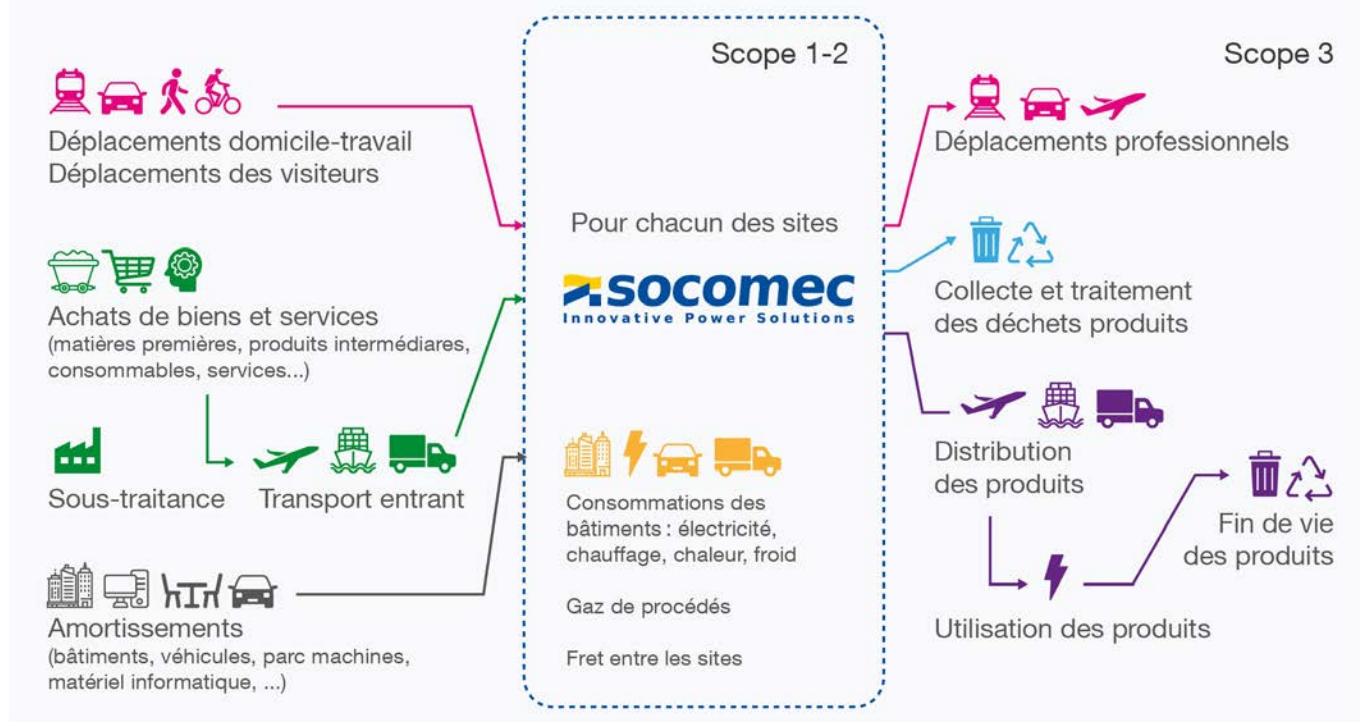 Scope 1-2
Scope 3
Déplacements domicile-travail
Déplacements des visiteurs
Achats de biens et services
(matières premières, produits intermédiares,
consommables, services...)
Sous-traitance
Transport entrant
Amortissements
(bâtiments, véhicules, parc machines,
matériel informatique, ...)
Pour chacun des sites
socomec
Innovative Power Solutions
Consommations des
bâtiments : électricité,
chauffage, chaleur, froid
Gaz de procédés
Fret entre les sites
Déplacements professionnels
Collecte et traitement
des déchets produits
Distribution
des produits
Utilisation des produits
Fin de vie
des produits